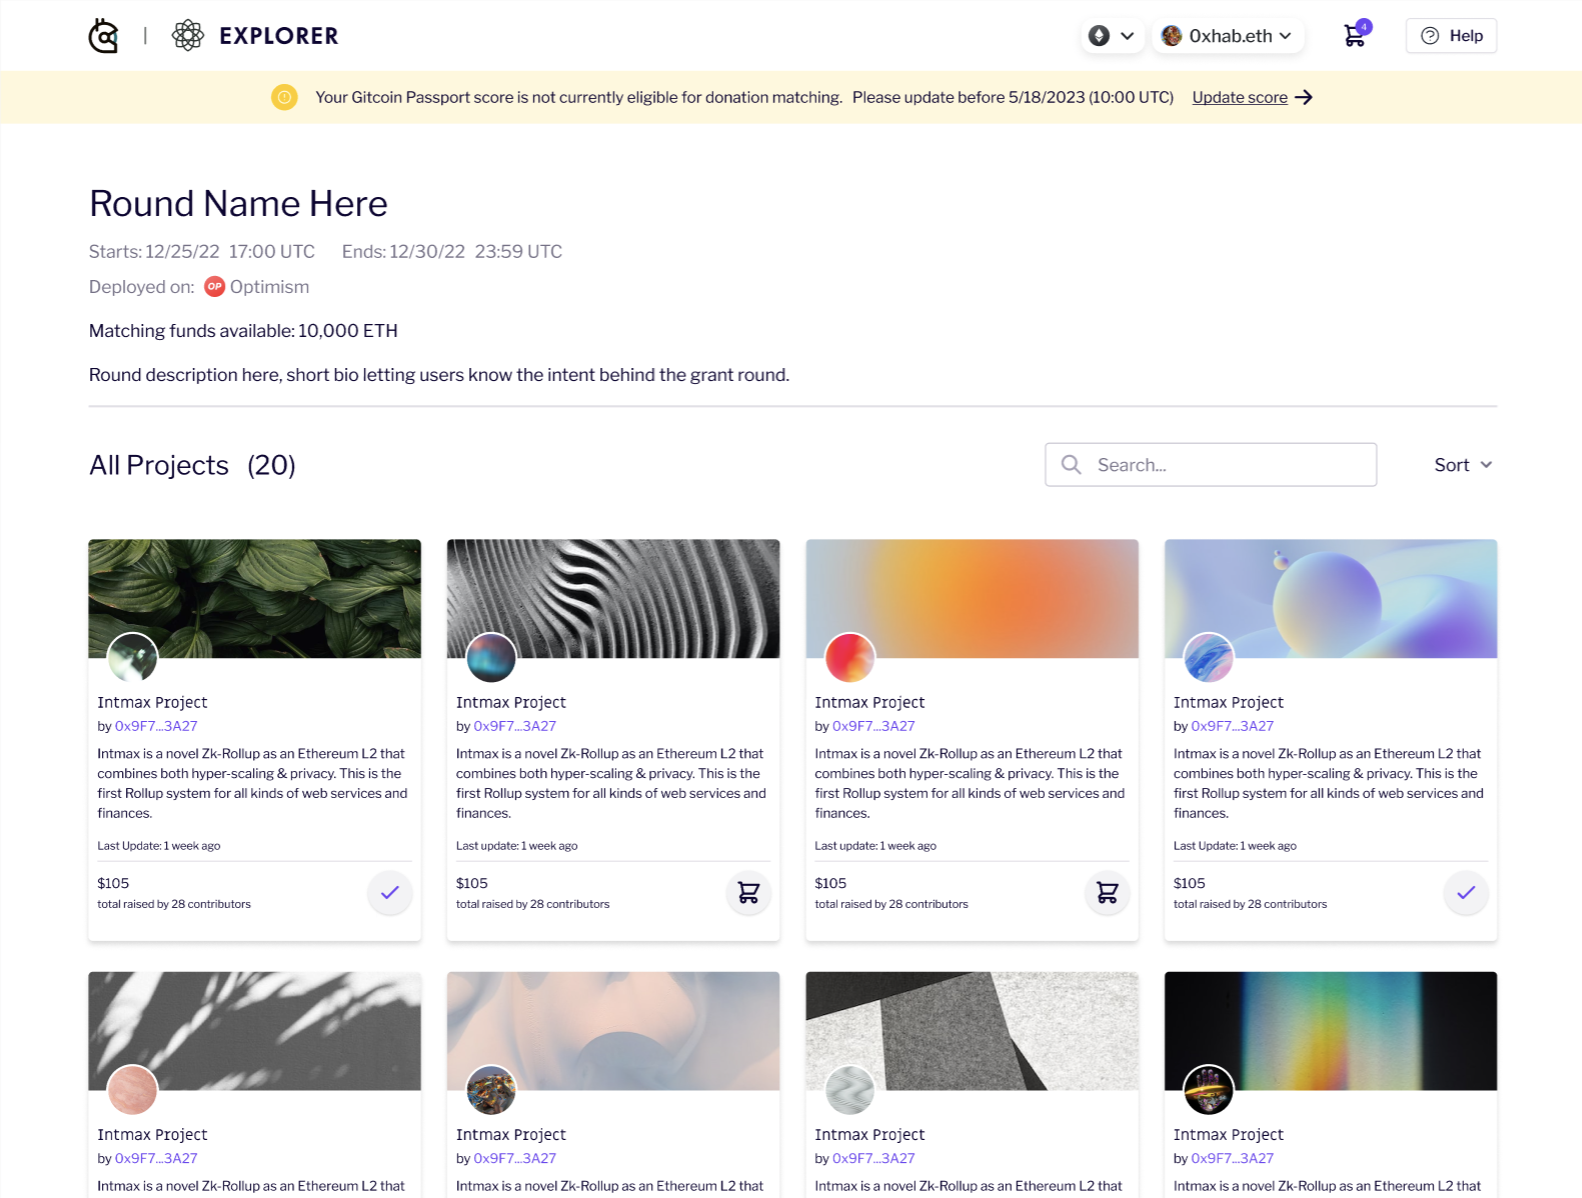 EXPLORER
0xhab.eth
4
Help
Your Gitcoin Passport score is not currently eligible for donation matching. Please update before 5/18/2023 (10:00 UTC) Update score
Round Name Here
Starts: 12/25/22 17:00 UTC Ends: 12/30/22 23:59 UTC
Deployed on: OP Optimism
Matching funds available: 10,000 ETH
Round description here, short bio letting users know the intent behind the grant round.
All Projects (20)
Search...
Sort
Intmax Project
by 0x9F7...3A27
Intmax is a novel Zk-Rollup as an Ethereum L2 that
combines both hyper-scaling & privacy. This is the
first Rollup system for all kinds of web services and
finances.
Last Update: 1 week ago
$105
total raised by 28 contributors
Intmax Project
by 0x9F7...3A27
Intmax is a novel Zk-Rollup as an Ethereum L2 that
combines both hyper-scaling & privacy. This is the
first Rollup system for all kinds of web services and
finances.
Last update: 1 week ago
$105
total raised by 28 contributors
Intmax Project
by 0x9F7...3A27
Intmax is a novel Zk-Rollup as an Ethereum L2 that
combines both hyper-scaling & privacy. This is the
first Rollup system for all kinds of web services and
finances.
Last update: 1 week ago
$105
total raised by 28 contributors
Intmax Project
by 0x9F7...3A27
Intmax is a novel Zk-Rollup as an Ethereum L2 that
combines both hyper-scaling & privacy. This is the
first Rollup system for all kinds of web services and
finances.
Last Update: 1 week ago
$105
total raised by 28 contributors
Intmax Project
by 0x9F7...3A27
Intmax is a novel Zk-Rollup as an Ethereum L2 that
Intmax Project
by 0x9F7...3A27
Intmax is a novel Zk-Rollup as an Ethereum L2 that
Intmax Project
by 0x9F7...3A27
Intmax is a novel Zk-Rollup as an Ethereum L2 that
Intmax Project
by 0x9F7...3A27
Intmax is a novel Zk-Rollup as an Ethereum L2 that